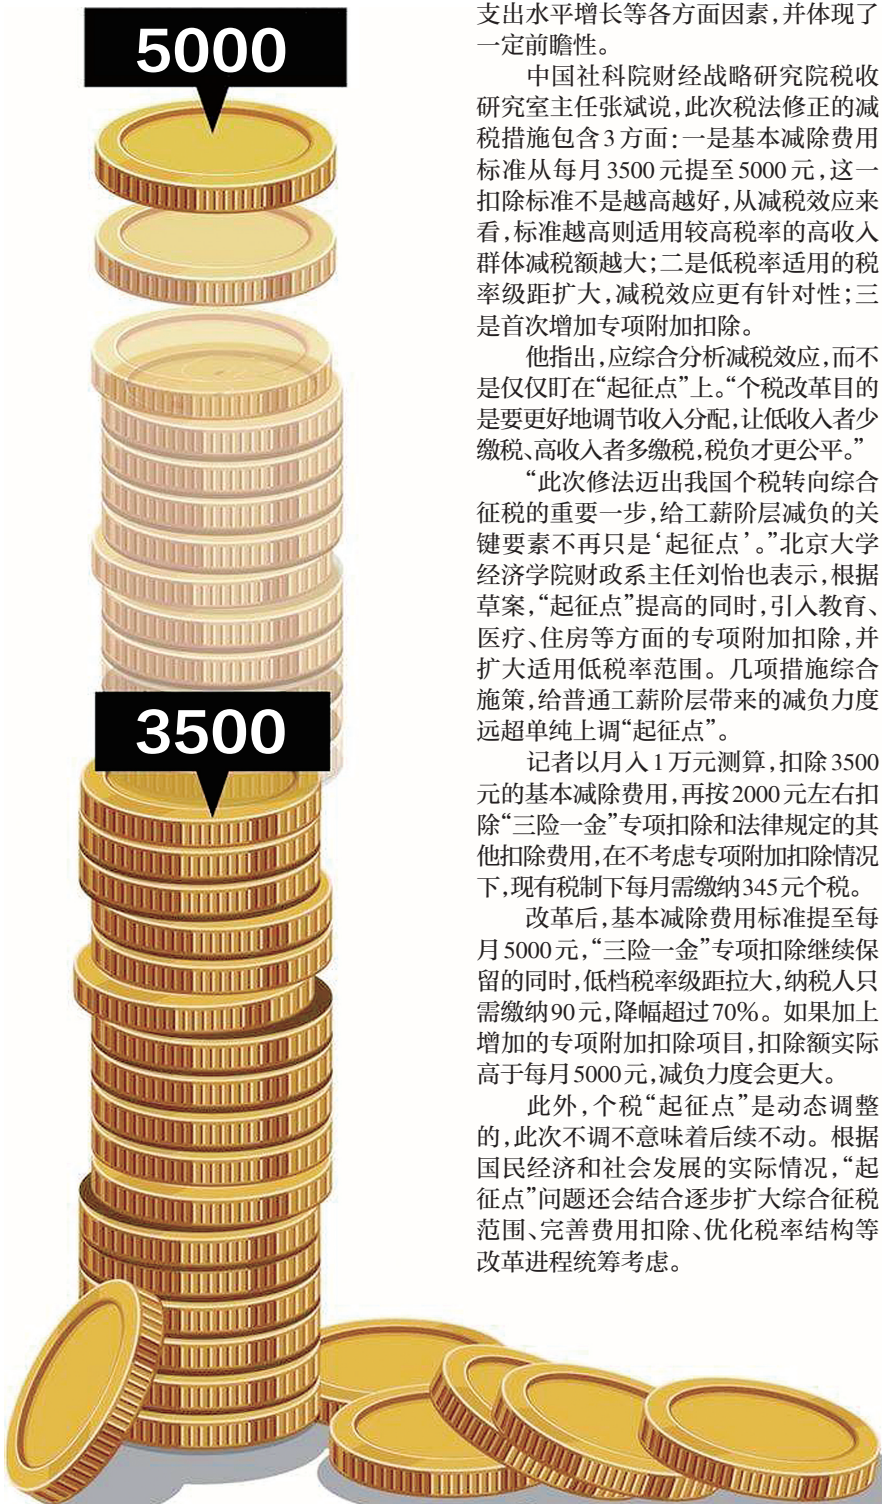 5000
3500
支出水平增长等各方面因素,并体现了
一定前瞻性。
中国社科院财经战略研究院税收
研究室主任张斌说,此次税法修正的减
税措施包含3方面:一是基本减除费用
标准从每月3500元提至5000元,这一
扣除标准不是越高越好,从减税效应来
看,标准越高则适用较高税率的高收入
群体减税额越大;二是低税率适用的税
率级距扩大,减税效应更有针对性;三
是首次增加专项附加扣除。
他指出,应综合分析减税效应,而不
是仅仅盯在“起征点”上。“个税改革目的
是要更好地调节收入分配,让低收入者少
缴税、高收入者多缴税,税负才更公平。”
“此次修法迈出我国个税转向综合
征税的重要一步,给工薪阶层减负的关
键要素不再只是‘起征点’。”北京大学
经济学院财政系主任刘怡也表示,根据
草案,“起征点”提高的同时,引入教育、
医疗、住房等方面的专项附加扣除,并
扩大适用低税率范围。几项措施综合
施策,给普通工薪阶层带来的减负力度
远超单纯上调“起征点”。
记者以月入1万元测算,扣除3500
元的基本减除费用,再按2000元左右扣
除“三险一金”专项扣除和法律规定的其
他扣除费用,在不考虑专项附加扣除情况
下,现有税制下每月需缴纳345元个税。
改革后,基本减除费用标准提至每
月5000元,“三险一金”专项扣除继续保
留的同时,低档税率级距拉大,纳税人只
需缴纳90元,降幅超过70%。如果加上
增加的专项附加扣除项目,扣除额实际
高于每月5000元,减负力度会更大。
此外,个税“起征点”是动态调整
的,此次不调不意味着后续不动。根据
国民经济和社会发展的实际情况,“起
征点”问题还会结合逐步扩大综合征税
范围、完善费用扣除、优化税率结构等
改革进程统筹考虑。